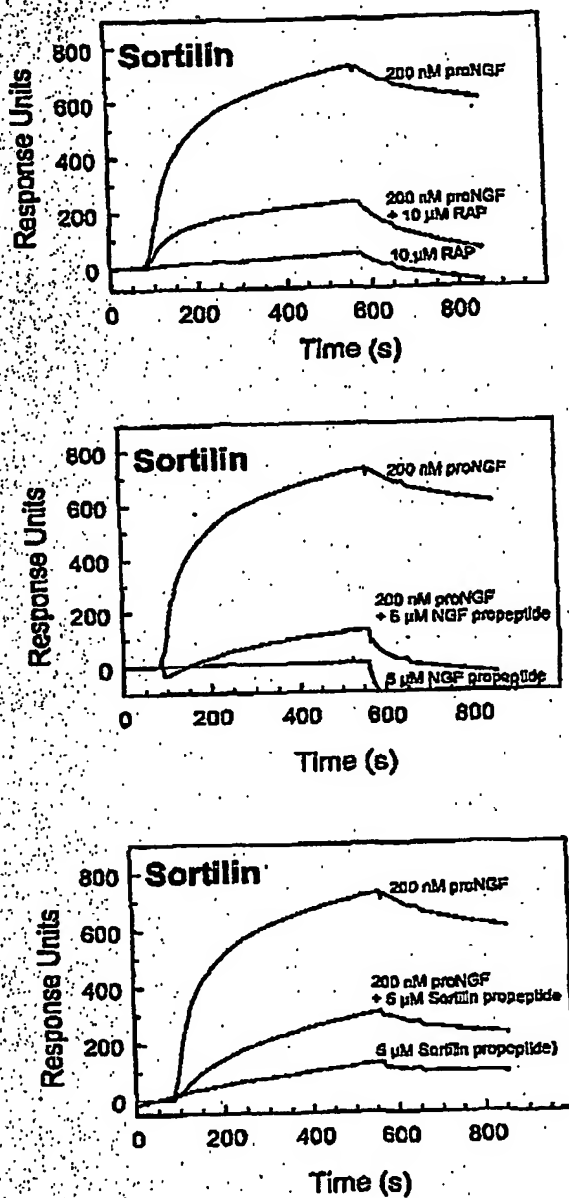 Sortilin
Response Units
800
600
400
200
0
200 nM proNGF
200 nM proNGF
+ 10 µM RAP
10 µM RAP
0 200 400 600 800
Time (s)
Sortilin
Response Units
800
600
400
200
0
200 nM proNGF
200 nM proNGF
+ 5 µM NGF propeptide
5 µM NGF propeptide
0 200 400 600 800
Time (s)
Sortilin
Response Units
800
600
400
200
0
200 nM proNGF
200 nM proNGF
+ 5 µM Sortilin propeptide
5 µM Sortilin propeptide)
0 200 400 600 800
Time (s)